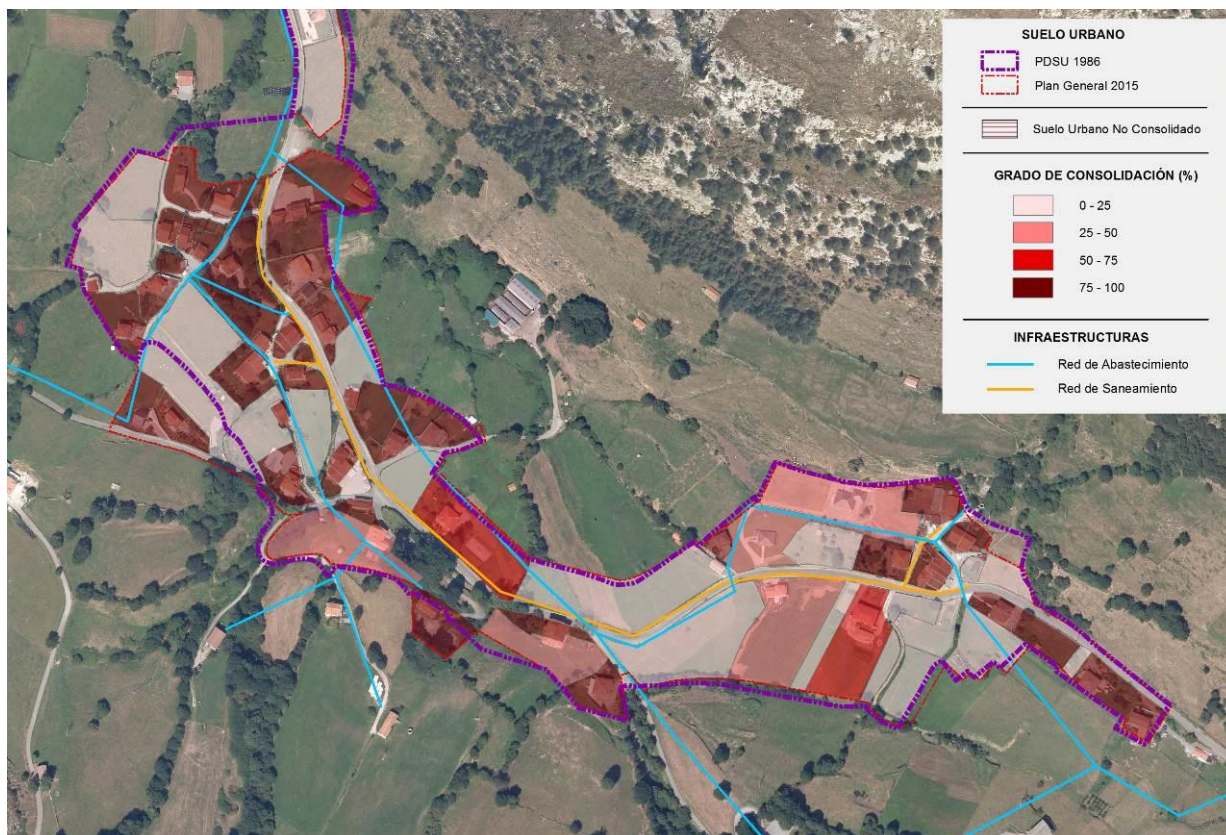 SUELO URBANO
PDSU 1986
Plan General 2015
Suelo Urbano No Consolidado
GRADO DE CONSOLIDACIÓN (%)
0 - 25
25 - 50
50 - 75
75 - 100
INFRAESTRUCTURAS
Red de Abastecimiento
Red de Saneamiento